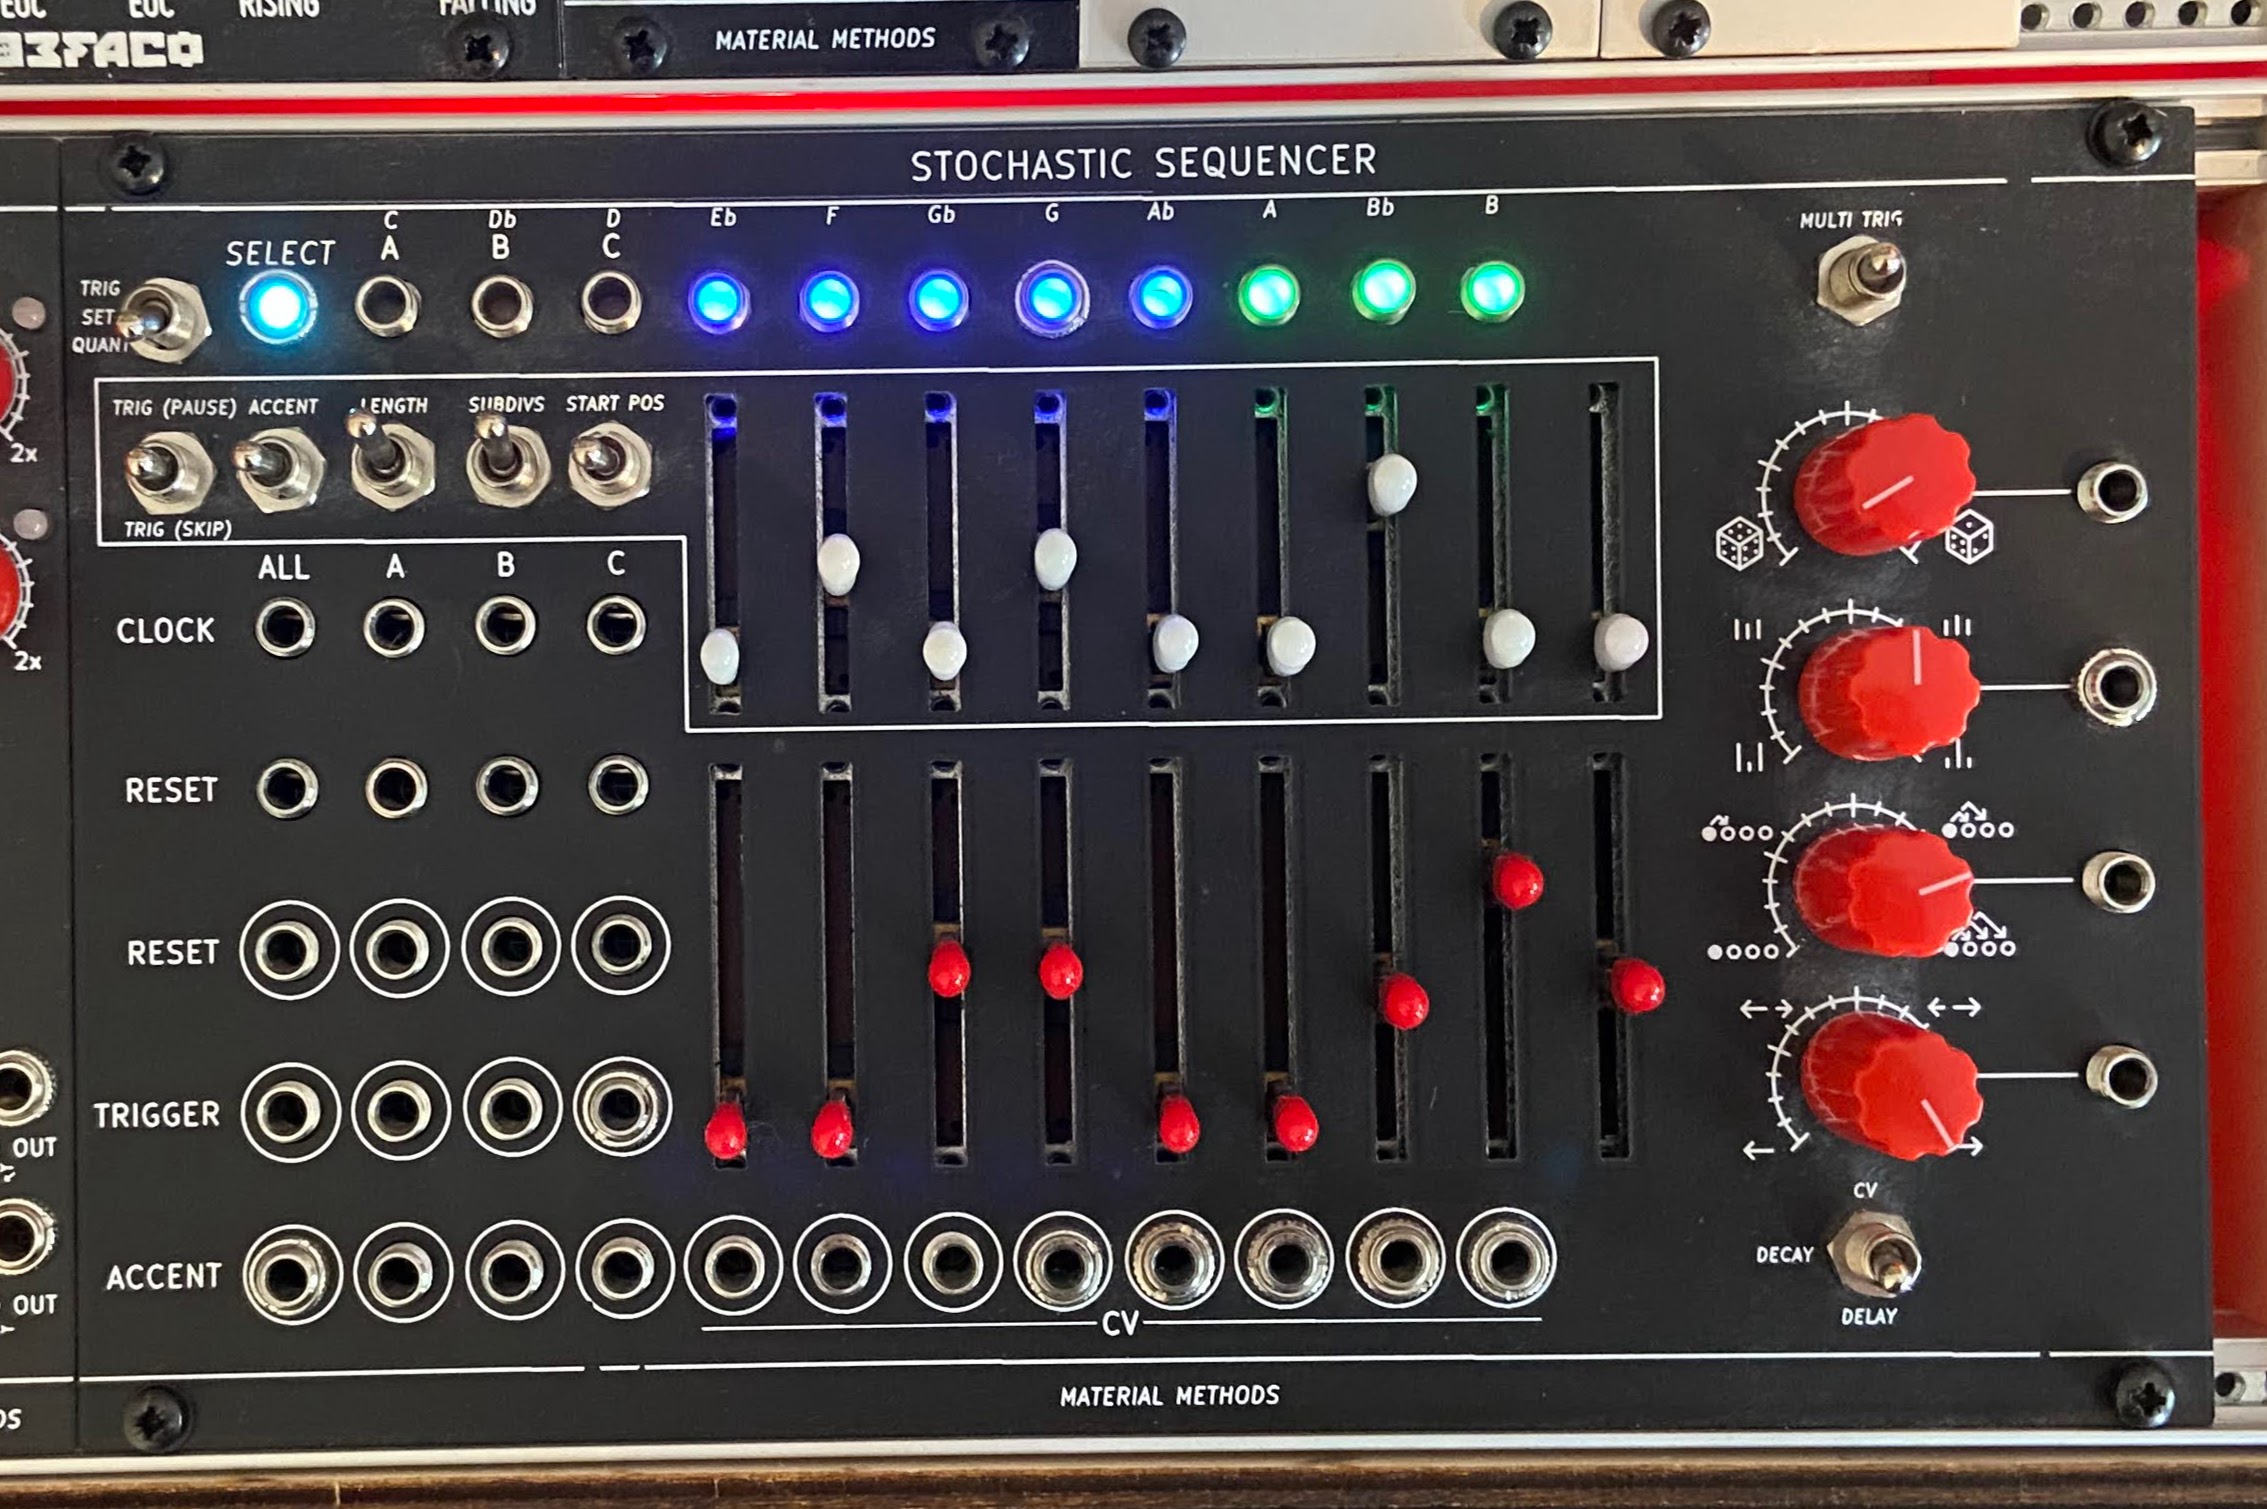 EOC EOC RISING FALLING
MATERIAL METHODS
STOCHASTIC SEQUENCER
C Db D Eb F Gb G Ab A Bb B
SELECT A B C
MULTI TRIG
TRIG
SET
QUANT
TRIG (PAUSE) ACCENT LENGTH SUBDIVS START POS
TRIG (SKIP)
2x
ALL A B C
CLOCK
2x
RESET
RESET
TRIGGER
OUT
CV
DECAY
ACCENT
OUT
DELAY
CV
MATERIAL METHODS